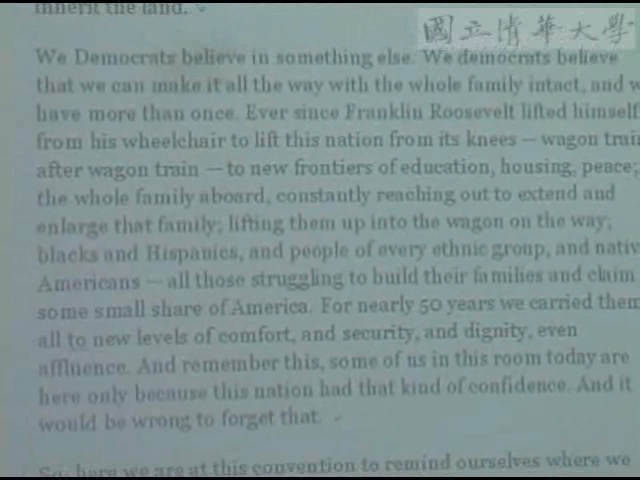 inherit the land.
國立清華大學
We Democrats believe in something else. We democrats believe
that we can make it all the way with the whole family intact, and w
have more than once. Ever since Franklin Roosevelt lifted himself
from his wheelchair to lift this nation from its knees — wagon train
after wagon train — to new frontiers of education, housing, peace;
the whole family aboard, constantly reaching out to extend and
enlarge that family; lifting them up into the wagon on the way;
blacks and Hispanics, and people of every ethnic group, and nativ
Americans — all those struggling to build their families and claim
some small share of America. For nearly 50 years we carried them
all to new levels of comfort, and security, and dignity, even
affluence. And remember this, some of us in this room today are
here only because this nation had that kind of confidence. And it
would be wrong to forget that.
So, here we are at this convention to remind ourselves where we